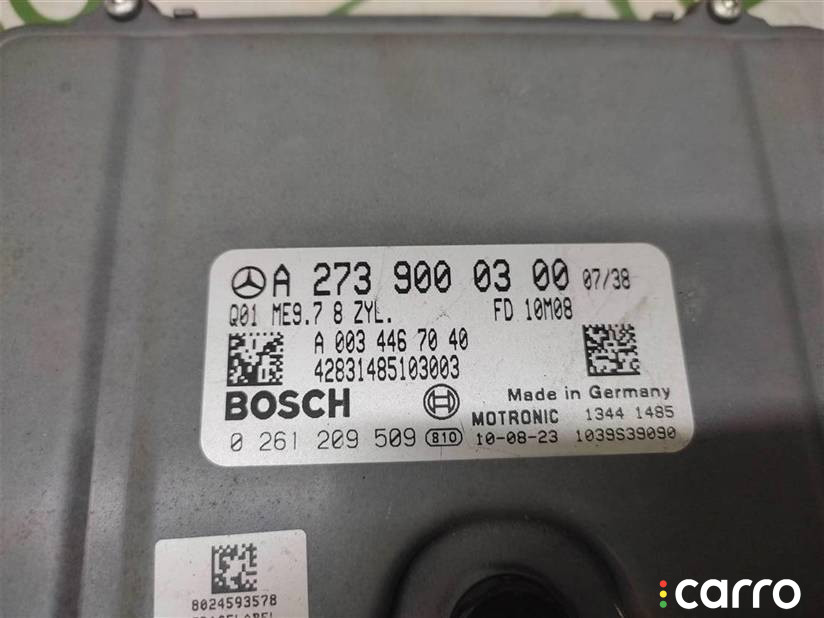 A 273 900 03 00 07/38
Q01 ME9.7 8 ZYL. FD 10M08
A 003 446 70 40
42831485103003
BOSCH
Made in Germany
MOTRONIC 1344 1485
0 261 209 509 810 10-08-23 1039S39090
8024593578
carro